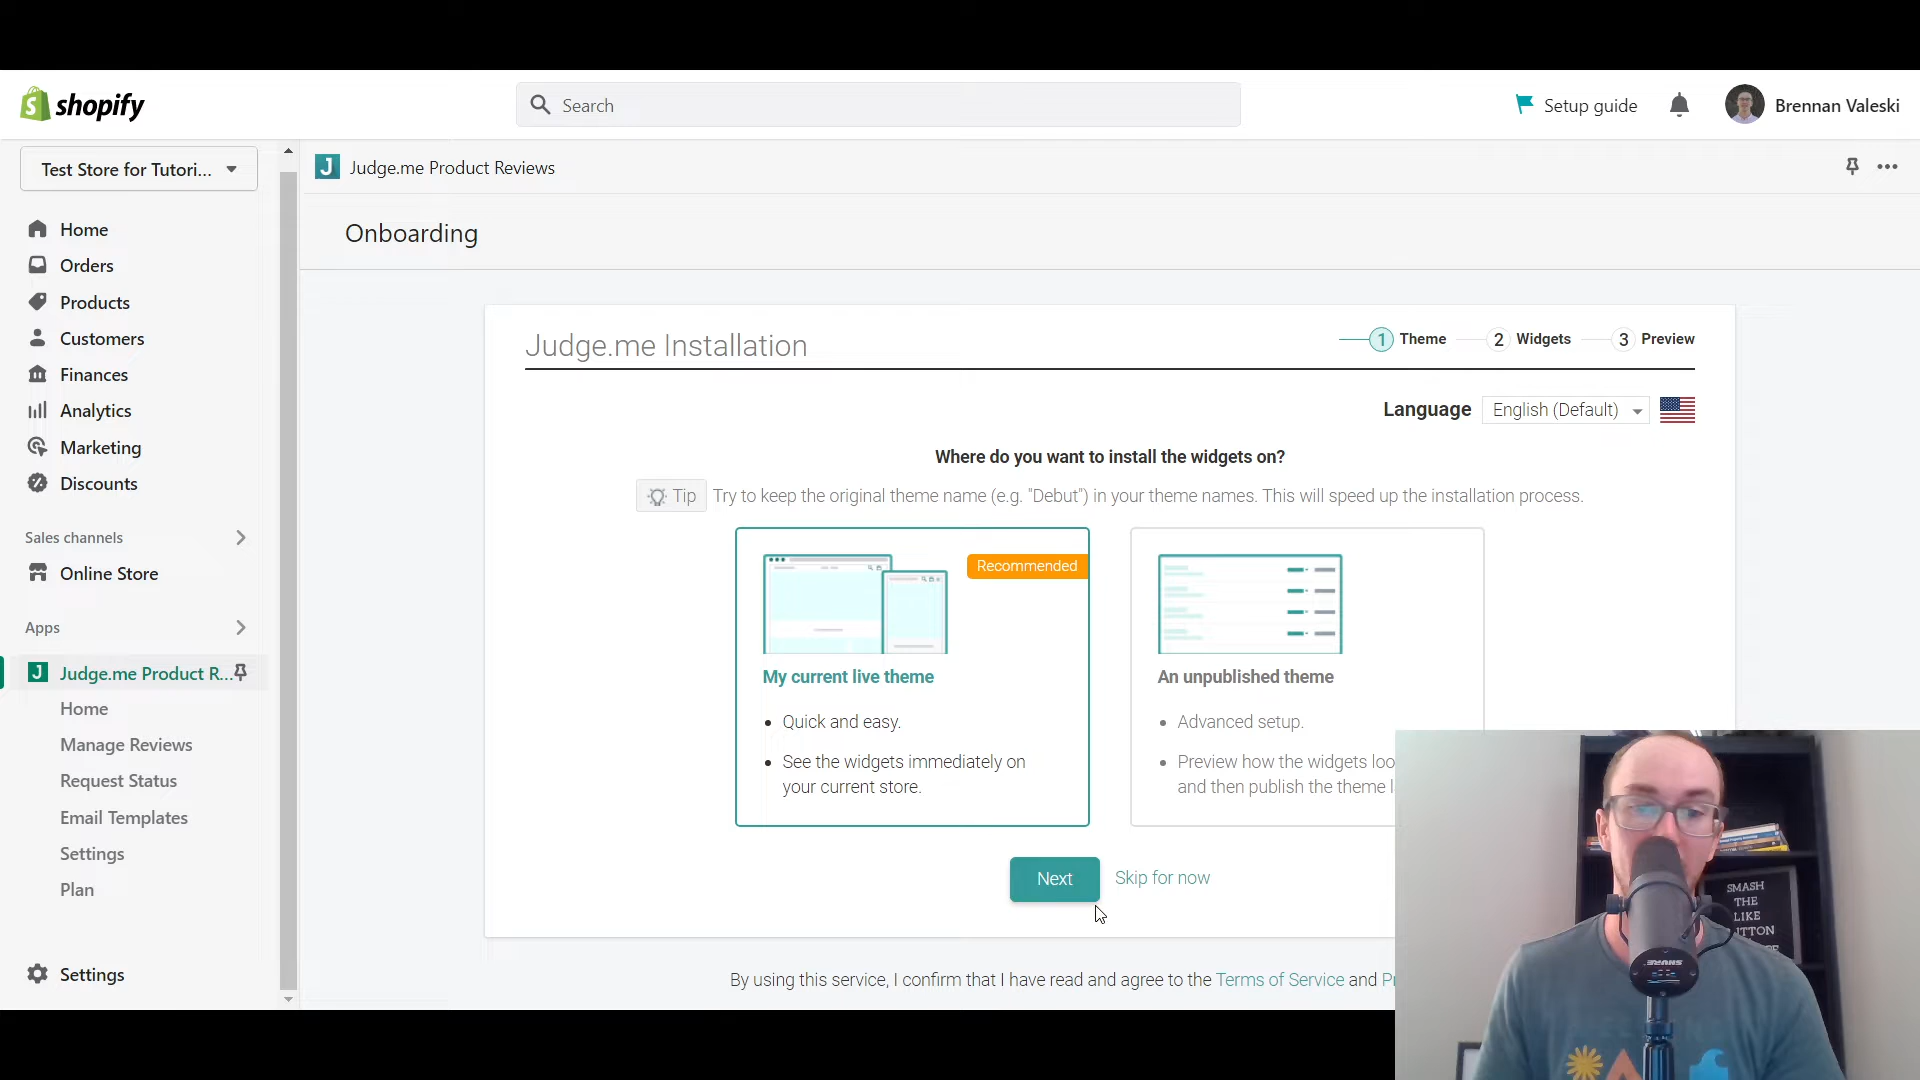 shopify
Search
Setup guide
Brennan Valeski
Test Store for Tutori...
J Judge.me Product Reviews
Home
Orders
Products
Customers
Finances
Analytics
Marketing
Discounts
Sales channels
Online Store
Apps
J Judge.me Product R...
Home
Manage Reviews
Request Status
Email Templates
Settings
Plan
Settings
Onboarding
Judge.me Installation
1 Theme
2 Widgets
3 Preview
Language English (Default)
Where do you want to install the widgets on?
Tip Try to keep the original theme name (e.g. "Debut") in your theme names. This will speed up the installation process.
Recommended
My current live theme
• Quick and easy.
• See the widgets immediately on
your current store.
An unpublished theme
• Advanced setup.
• Preview how the widgets loo
and then publish the theme l
Next
Skip for now
By using this service, I confirm that I have read and agree to the Terms of Service and Pr
SMASH
THE
LIKE
SHURE